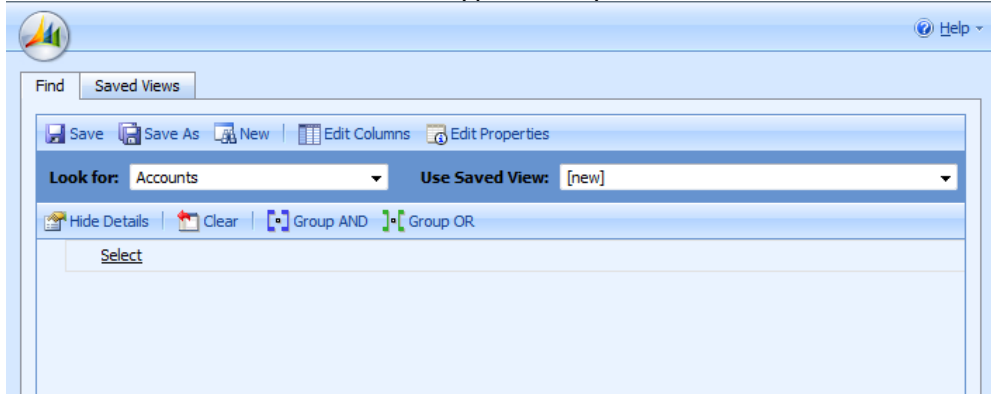 Help
Find Saved Views
Save Save As New Edit Columns Edit Properties
Look for: Accounts Use Saved View: [new]
Hide Details Clear Group AND Group OR
Select